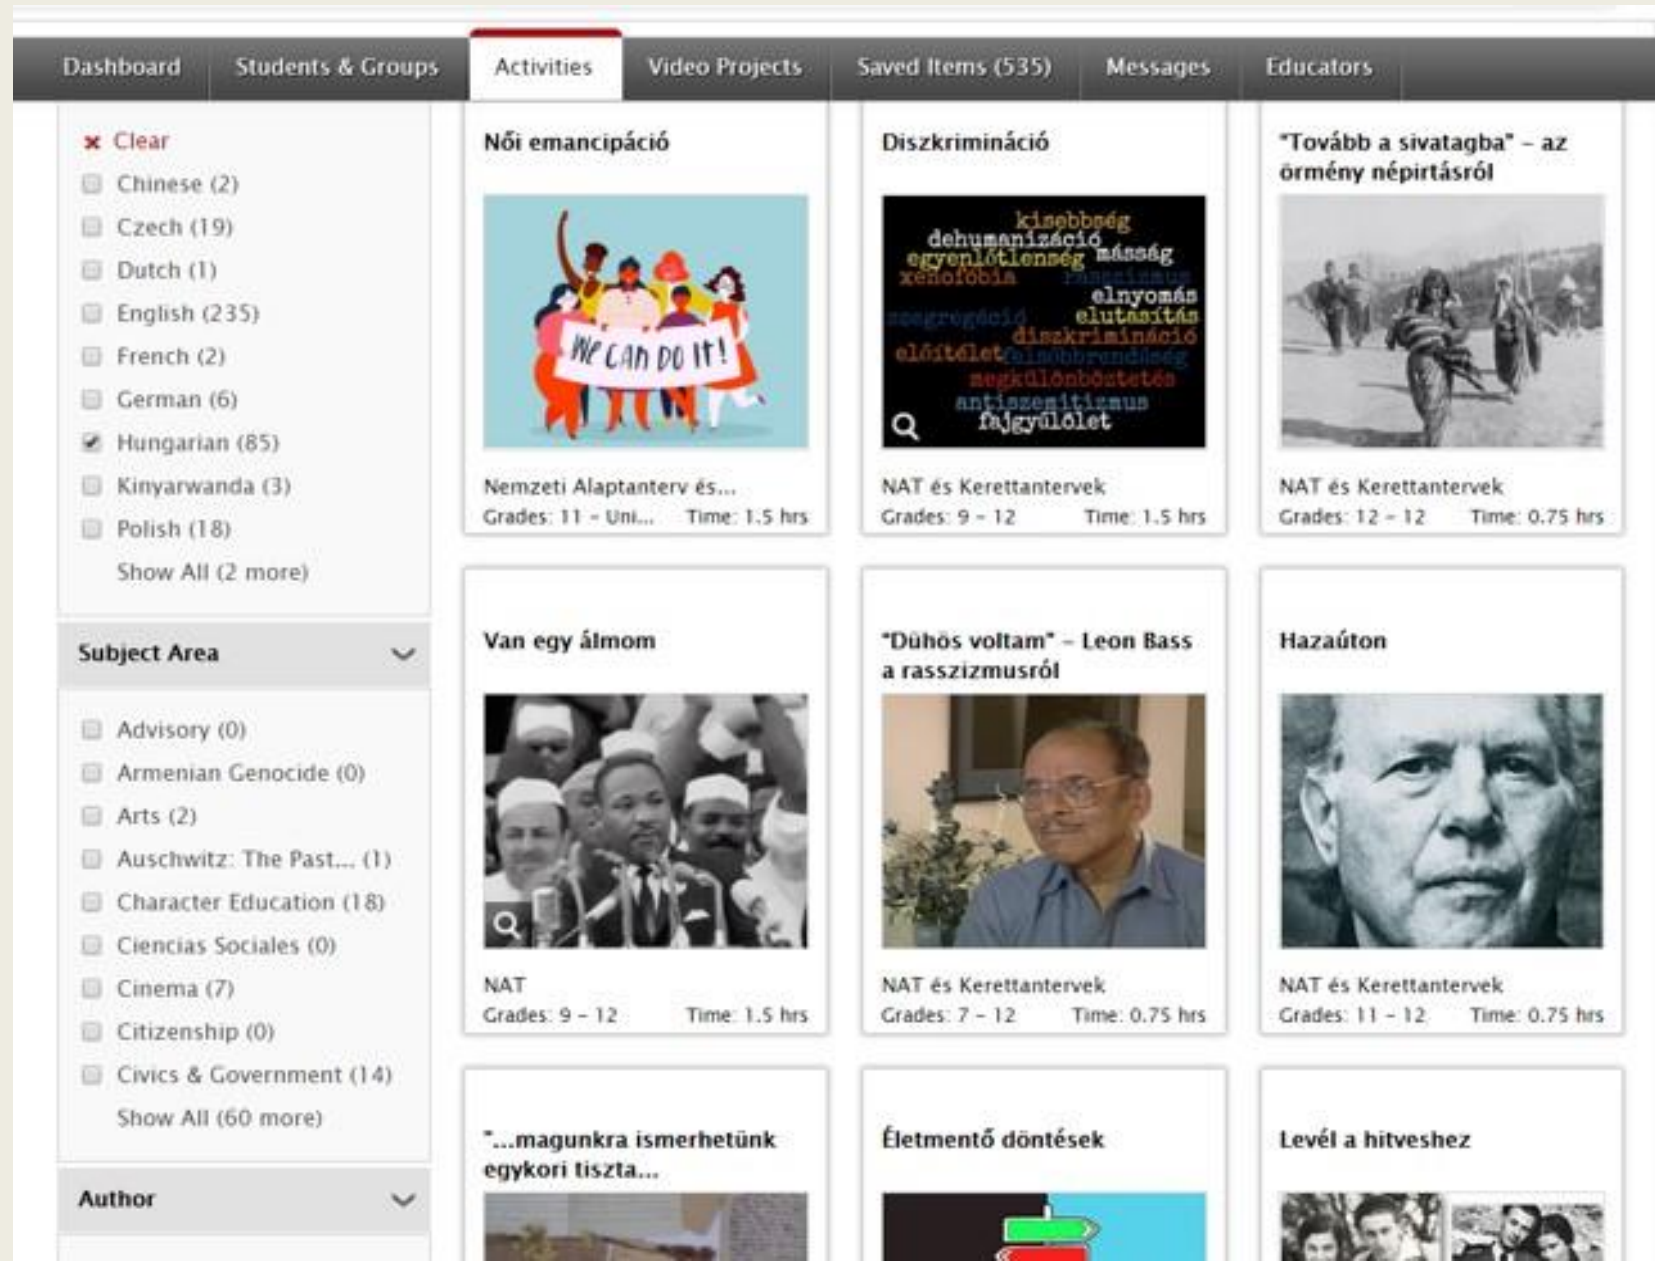 Dashboard
Students & Groups
Activities
Video Projects
Saved Items (535)
Messages
Educators
Clear
Chinese (2)
Czech (19)
Dutch (1)
English (235)
French (2)
German (6)
Hungarian (85)
Kinyarwanda (3)
Polish (18)
Show All (2 more)
Subject Area
Advisory (0)
Armenian Genocide (0)
Arts (2)
Auschwitz: The Past... (1)
Character Education (18)
Ciencias Sociales (0)
Cinema (7)
Citizenship (0)
Civics & Government (14)
Show All (60 more)
Author
Női emancipáció
WE CAN DO IT!
Nemzeti Alaptanterv és...
Grades: 11 – Uni... Time: 1.5 hrs
Diszkrimináció
kisebbség
dehumanizáció
másság
egyenlőtlenség
xenofóbia
rasszizmus
elnyomás
szegregáció
elutasítás
diszkrimináció
előítélet
felsőbbrendűség
megkülönböztetés
antiszemitizmus
fajgyűlölet
NAT és Kerettantervek
Grades: 9 – 12 Time: 1.5 hrs
"Tovább a sivatagba" – az
örmény népirtásról
NAT és Kerettantervek
Grades: 12 – 12 Time: 0.75 hrs
Van egy álmom
NAT
Grades: 9 – 12 Time: 1.5 hrs
"Dühös voltam" – Leon Bass
a rasszizmusról
NAT és Kerettantervek
Grades: 7 – 12 Time: 0.75 hrs
Hazaúton
NAT és Kerettantervek
Grades: 11 – 12 Time: 0.75 hrs
"...magunkra ismerhetünk
egykori tiszta...
Életmentő döntések
Levél a hitveshez